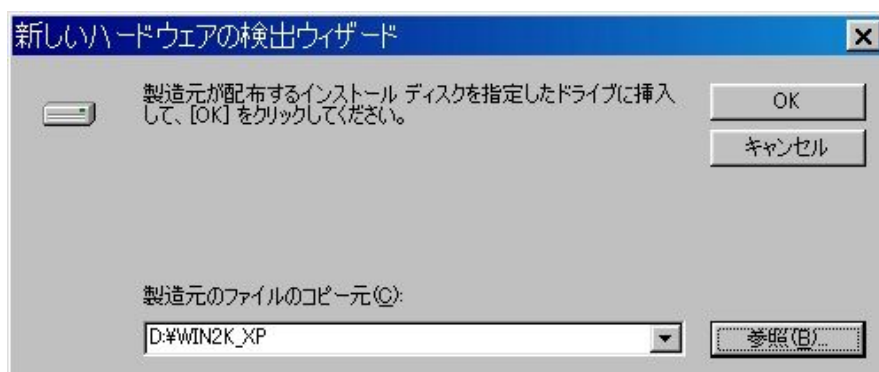 新しいハードウェアの検出ウィザード
製造元が配布するインストール ディスクを指定したドライブに挿入
して、[OK] をクリックしてください。
OK
キャンセル
製造元のファイルのコピー元(C):
D:¥WIN2K_XP
参照(B)...